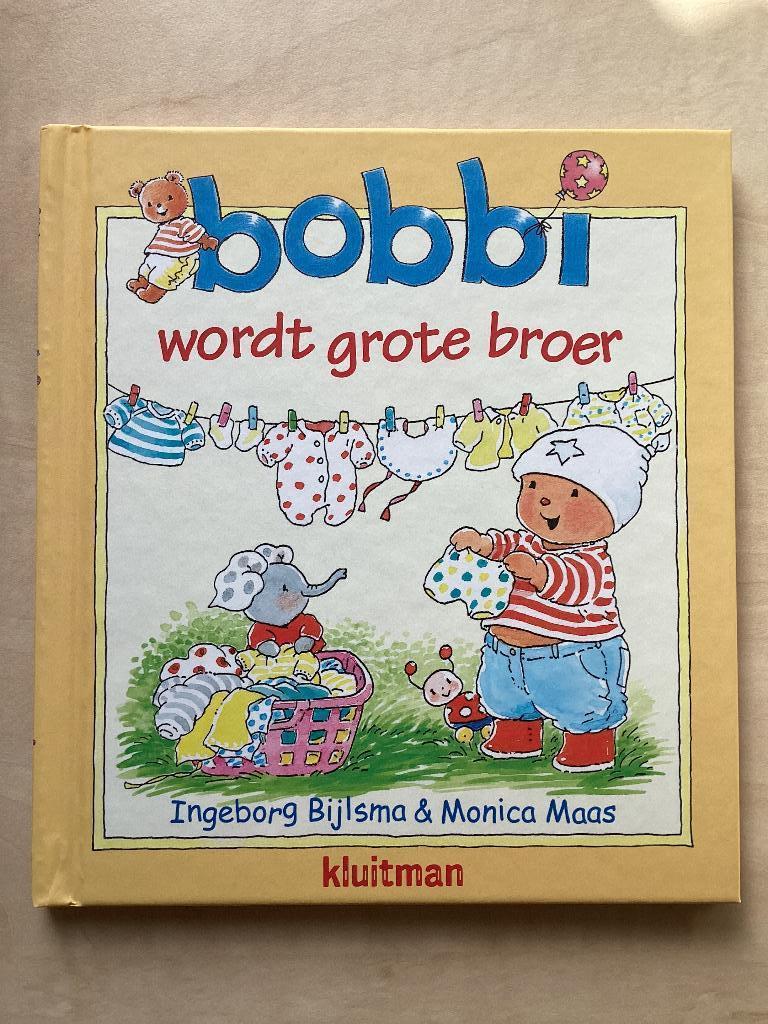 bobbi
wordt grote broer
Ingeborg Bijlsma & Monica Maas
kluitman